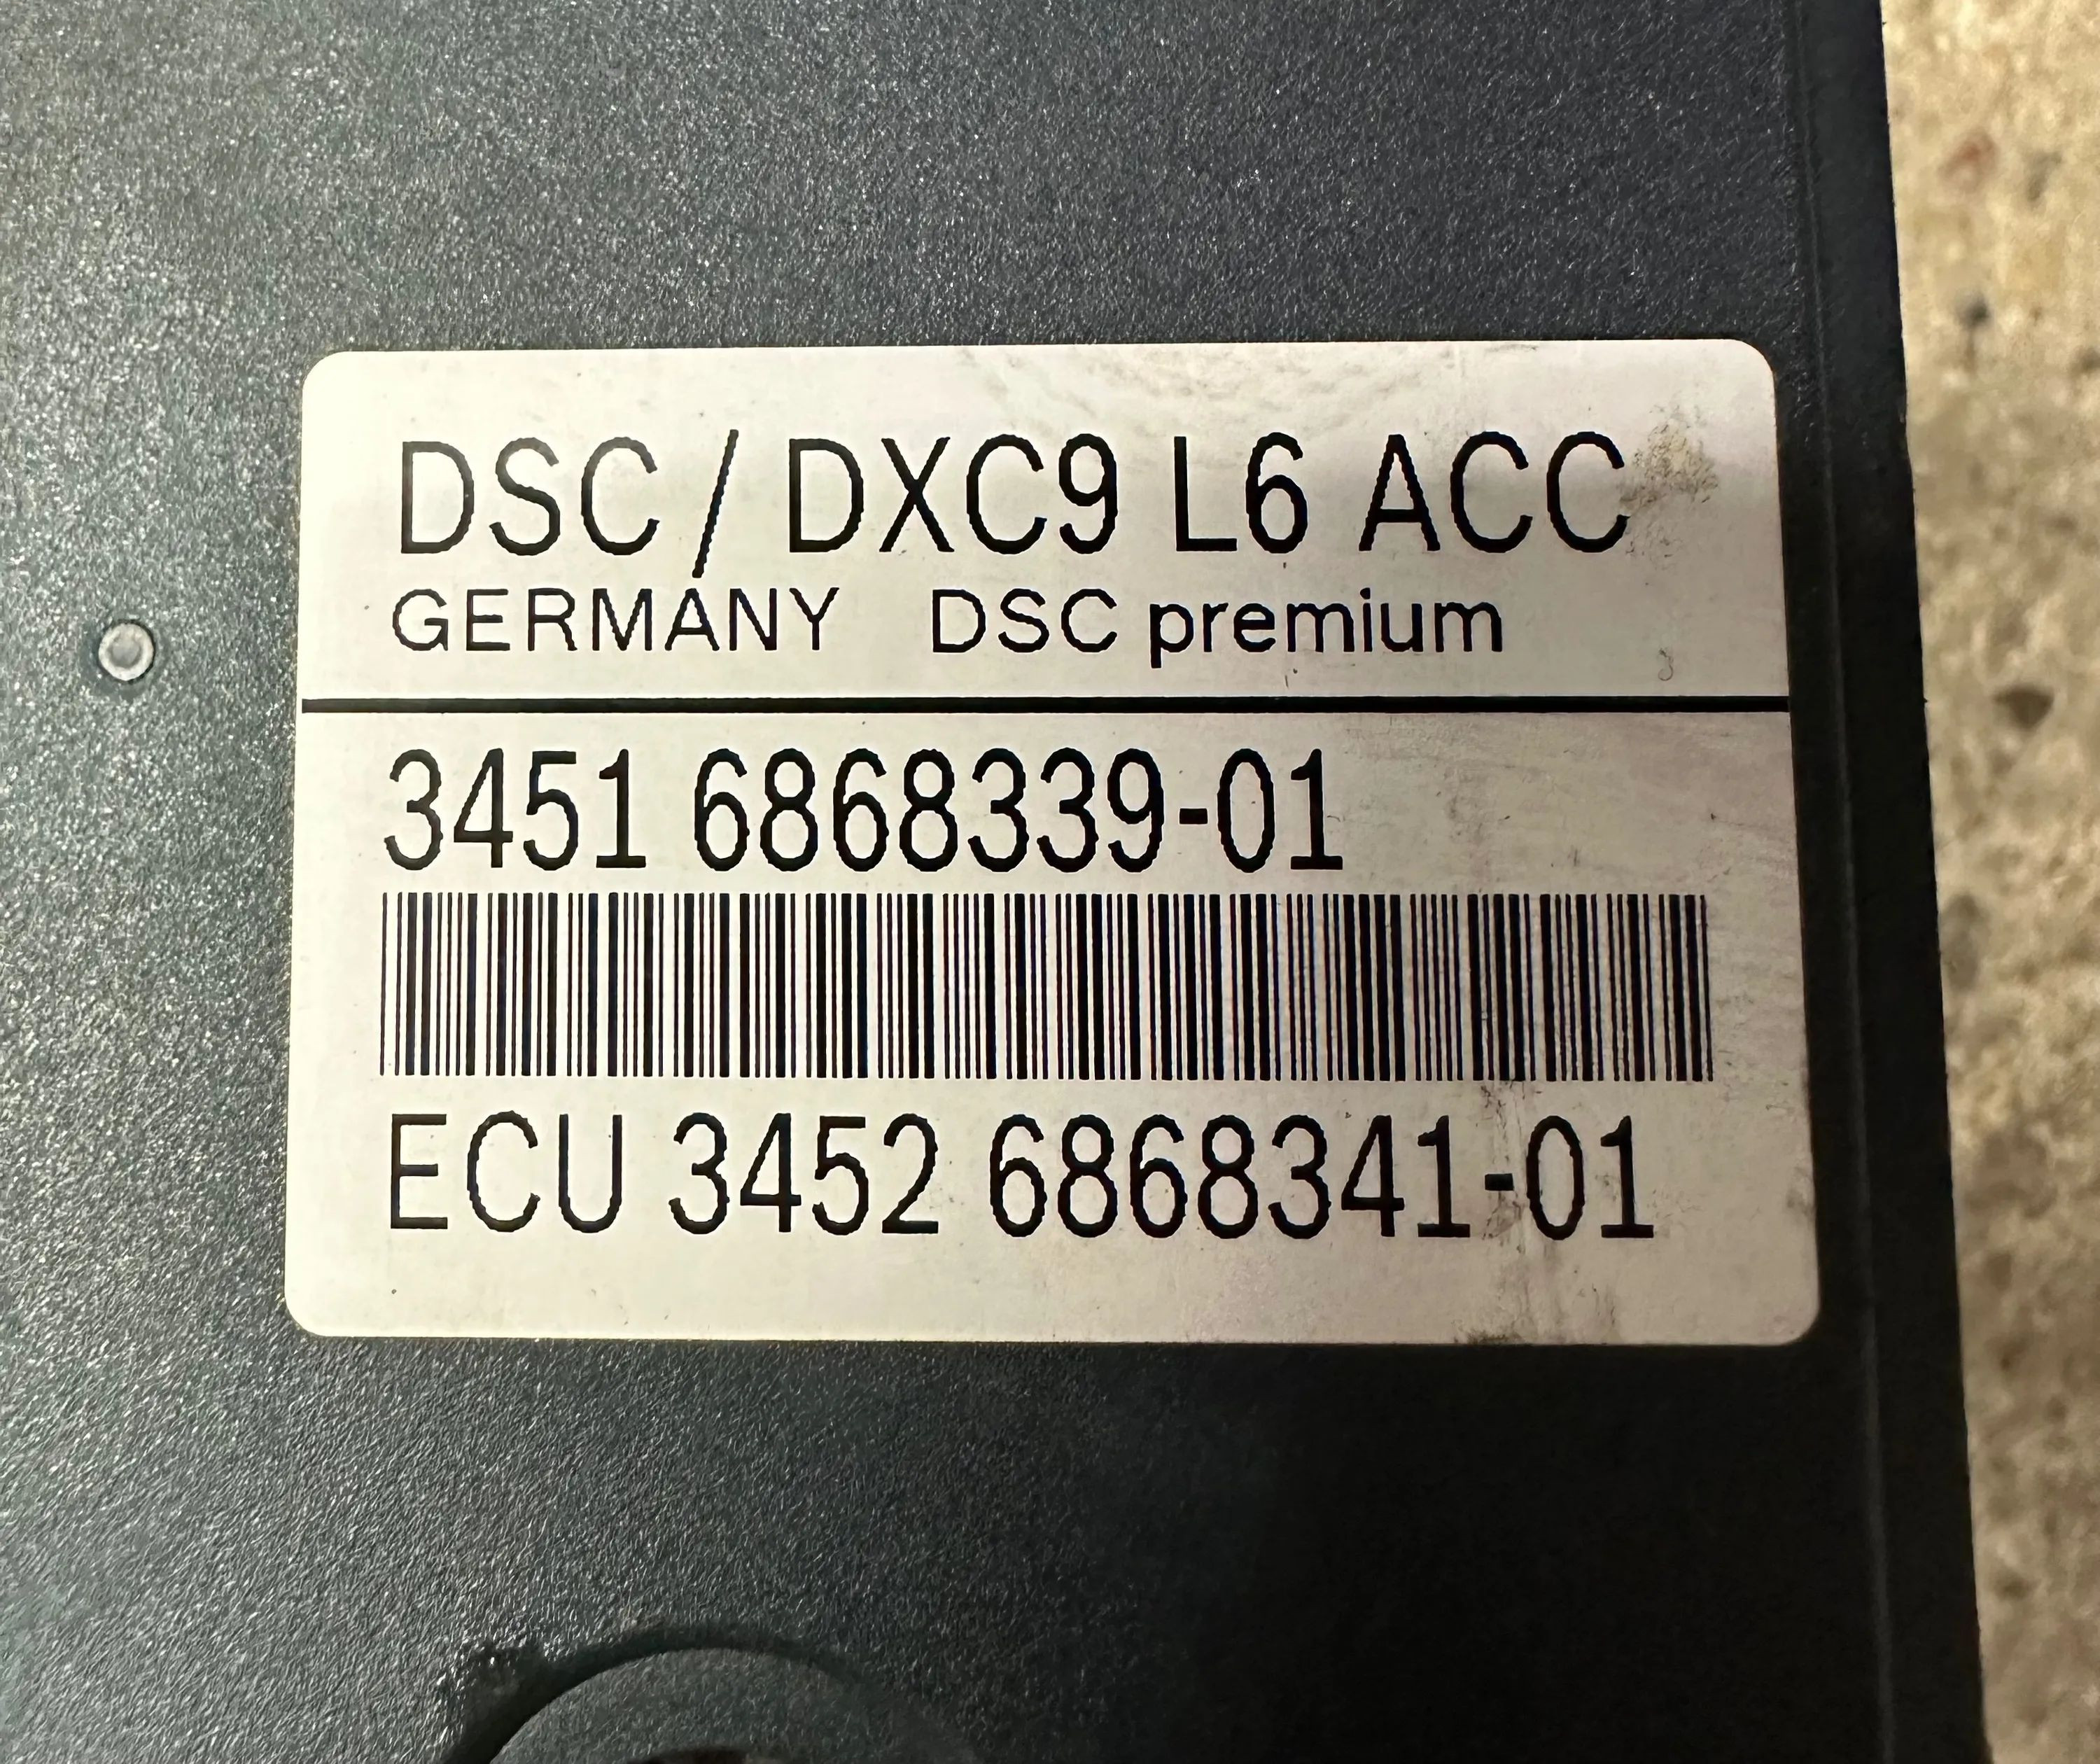 DSC / DXC9 L6 ACC
GERMANY DSC premium
3451 6868339-01
ECU 3452 6868341-01